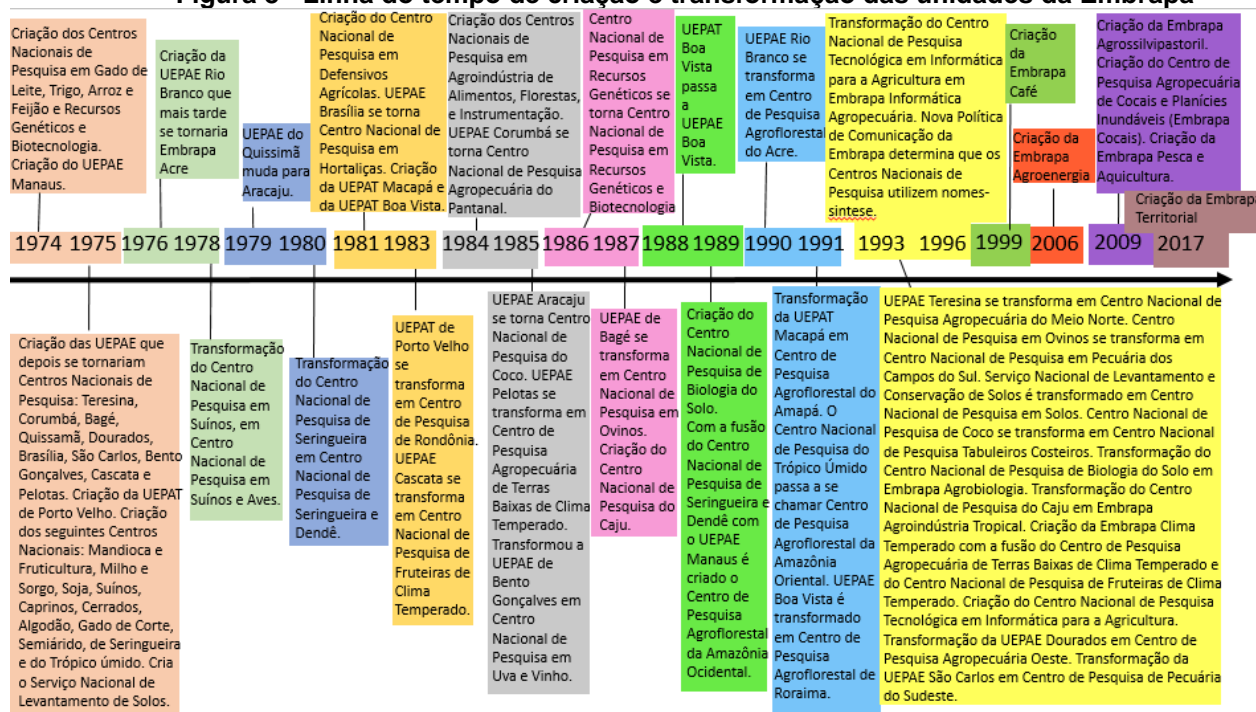 Criação dos Centros
Nacionais de
Pesquisa em Gado de
Leite, Trigo, Arroz e
Feijão e Recursos
Genéticos e
Biotecnologia.
Criação do UEPAE
Manaus.
Criação da
UEPAE Rio
Branco que
mais tarde
se tornaria
Embrapa
Acre
UEPAE do
Quissimã
muda para
Aracaju.
Criação do Centro
Nacional de
Pesquisa em
Defensivos
Agrícolas. UEPAE
Brasília se torna
Centro Nacional de
Pesquisa em
Hortaliças. Criação
da UEPAT Macapá e
da UEPAT Boa Vista.
Criação dos Centros
Nacionais de
Pesquisa em
Agroindústria de
Alimentos, Florestas,
e Instrumentação.
UEPAE Corumbá se
torna Centro
Nacional de Pesquisa
Agropecuária do
Pantanal.
Centro
Nacional de
Pesquisa em
Recursos
Genéticos se
torna Centro
Nacional de
Pesquisa em
Recursos
Genéticos e
Biotecnologia
UEPAT
Boa
Vista
passa
a
UEPAE
Boa
Vista.
UEPAE Rio
Branco se
transforma
em Centro
de Pesquisa
Agroflorestal
do Acre.
Transformação do Centro
Nacional de Pesquisa
Tecnológica em Informática
para a Agricultura em
Embrapa Informática
Agropecuária. Nova Política
de Comunicação da
Embrapa determina que os
Centros Nacionais de
Pesquisa utilizem nomes-
sintese.
Criação
da
Embrapa
Café
Criação da
Embrapa
Agroenergia
Criação da Embrapa
Agrossilvipastoril.
Criação do Centro de
Pesquisa Agropecuária
de Cocais e Planícies
Inundáveis (Embrapa
Cocais). Criação da
Embrapa Pesca e
Aquicultura.
Criação da Embrapa
Territorial
1974 1975 1976 1978 1979 1980 1981 1983 1984 1985 1986 1987 1988 1989 1990 1991 1993 1996 1999 2006 2009 2017
Criação das UEPAE que
depois se tornariam
Centros Nacionais de
Pesquisa: Teresina,
Corumbá, Bagé,
Quissamã, Dourados,
Brasília, São Carlos, Bento
Gonçalves, Cascata e
Pelotas. Criação da UEPAT
de Porto Velho. Criação
dos seguintes Centros
Nacionais: Mandioca e
Fruticultura, Milho e
Sorgo, Soja, Suínos,
Caprinos, Cerrados,
Algodão, Gado de Corte,
Semiárido, de Seringueira
e do Trópico úmido. Cria
o Serviço Nacional de
Levantamento de Solos.
Transformação
do Centro
Nacional de
Pesquisa em
Suínos, em
Centro
Nacional de
Pesquisa em
Suínos e Aves.
Transformação
do Centro
Nacional de
Pesquisa de
Seringueira
em Centro
Nacional de
Pesquisa de
Seringueira e
Dendê.
UEPAT de
Porto Velho
se
transforma
em Centro
de Pesquisa
de Rondônia.
UEPAE
Cascata se
transforma
em Centro
Nacional de
Pesquisa de
Fruteiras de
Clima
Temperado.
UEPAE Aracaju
se torna Centro
Nacional de
Pesquisa do
Coco. UEPAE
Pelotas se
transforma em
Centro de
Pesquisa
Agropecuária
de Terras
Baixas de Clima
Temperado.
Transformou a
UEPAE de
Bento
Gonçalves em
Centro
Nacional de
Pesquisa em
Uva e Vinho.
UEPAE de
Bagé se
transforma
em Centro
Nacional de
Pesquisa em
Ovinos.
Criação do
Centro
Nacional de
Pesquisa do
Caju.
Criação do
Centro
Nacional de
Pesquisa de
Biologia do
Solo.
Com a fusão
do Centro
Nacional de
Pesquisa de
Seringueira e
Dendê com
o UEPAE
Manaus é
criado o
Centro de
Pesquisa
Agroflorestal
da Amazônia
Ocidental.
Transformação
da UEPAT
Macapá em
Centro de
Pesquisa
Agroflorestal do
Amapá. O
Centro Nacional
de Pesquisa do
Trópico Úmido
passa a se
chamar Centro
de Pesquisa
Agroflorestal da
Amazônia
Oriental. UEPAE
Boa Vista é
transformado
em Centro de
Pesquisa
Agroflorestal de
Roraima.
UEPAE Teresina se transforma em Centro Nacional de
Pesquisa Agropecuária do Meio Norte. Centro
Nacional de Pesquisa em Ovinos se transforma em
Centro Nacional de Pesquisa em Pecuária dos
Campos do Sul. Serviço Nacional de Levantamento e
Conservação de Solos é transformado em Centro
Nacional de Pesquisa em Solos. Centro Nacional de
Pesquisa de Coco se transforma em Centro Nacional
de Pesquisa Tabuleiros Costeiros. Transformação do
Centro Nacional de Pesquisa de Biologia do Solo em
Embrapa Agrobiologia. Transformação do Centro
Nacional de Pesquisa do Caju em Embrapa
Agroindústria Tropical. Criação da Embrapa Clima
Temperado com a fusão do Centro de Pesquisa
Agropecuária de Terras Baixas de Clima Temperado e
do Centro Nacional de Pesquisa de Fruteiras de Clima
Temperado. Criação do Centro Nacional de Pesquisa
Tecnológica em Informática para a Agricultura.
Transformação da UEPAE Dourados em Centro de
Pesquisa Agropecuária Oeste. Transformação da
UEPAE São Carlos em Centro de Pesquisa de Pecuária
do Sudeste.